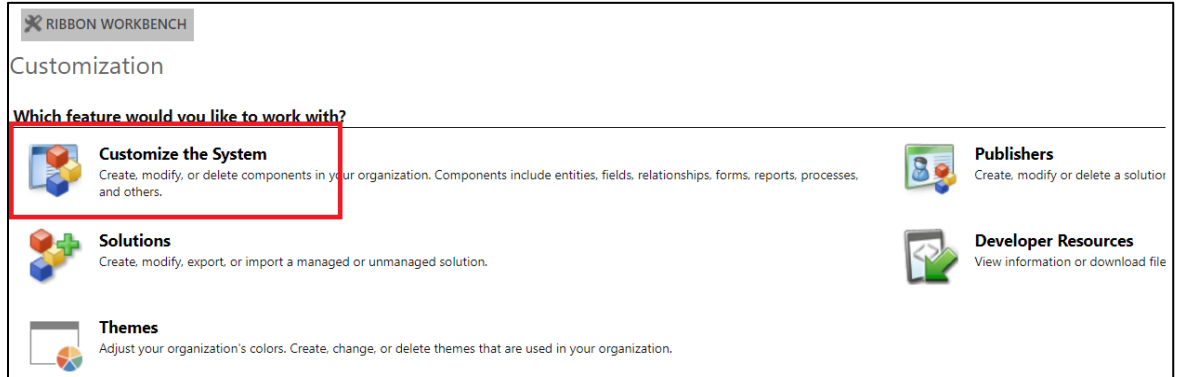 RIBBON WORKBENCH
Customization
Which feature would you like to work with?
Customize the System
Create, modify, or delete components in your organization. Components include entities, fields, relationships, forms, reports, processes,
and others.
Publishers
Create, modify or delete a solution
Solutions
Create, modify, export, or import a managed or unmanaged solution.
Developer Resources
View information or download file
Themes
Adjust your organization's colors. Create, change, or delete themes that are used in your organization.